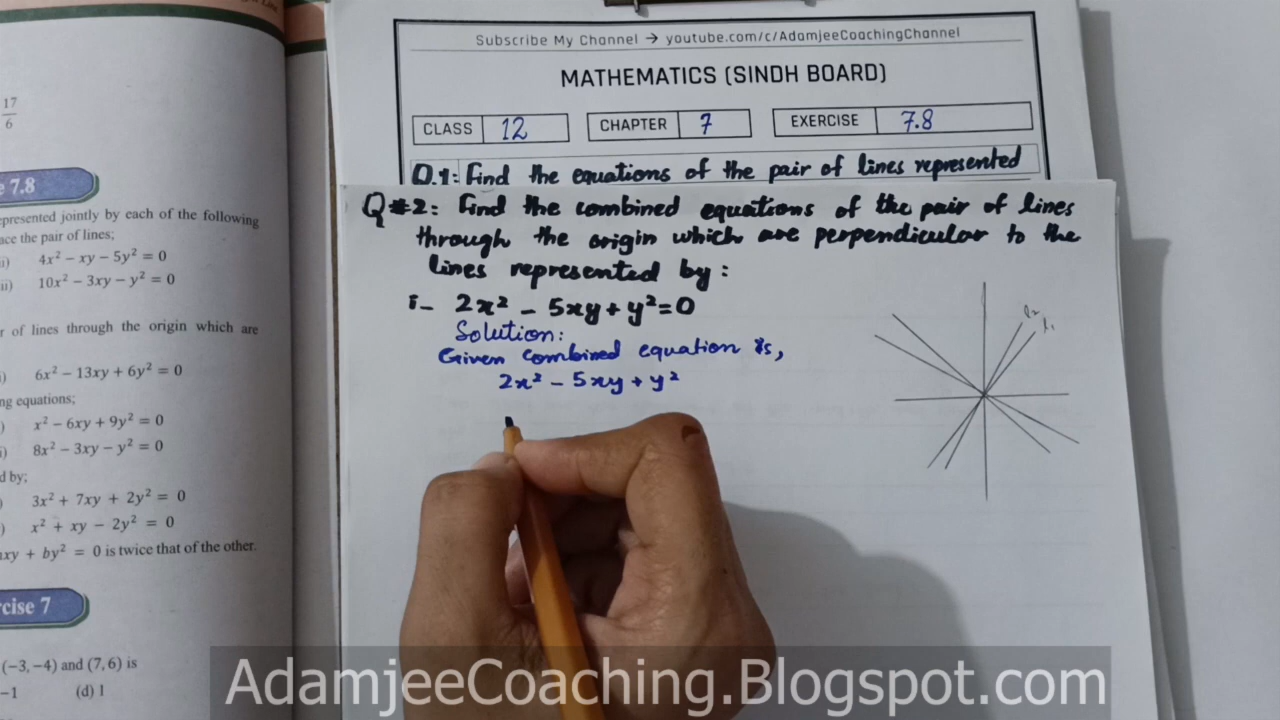 17
6
e 7.8
epresented jointly by each of the following
ace the pair of lines;
i) 4x² – xy – 5y² = 0
ii) 10x² – 3xy – y² = 0
r of lines through the origin which are
) 6x² – 13xy + 6y² = 0
ng equations;
) x² – 6xy + 9y² = 0
i) 8x² – 3xy – y² = 0
d by;
) 3x² + 7xy + 2y² = 0
) x² + xy – 2y² = 0
axy + by² = 0 is twice that of the other.
rcise 7
(–3, –4) and (7, 6) is
–1 (d) 1
Subscribe My Channel → youtube.com/c/AdamjeeCoachingChannel
MATHEMATICS (SINDH BOARD)
CLASS 12 CHAPTER 7 EXERCISE 7.8
Q.1: Find the equations of the pair of lines represented
Q#2: Find the combined equations of the pair of lines
through the origin which are perpendicular to the
lines represented by:
i- 2x² - 5xy + y² = 0
Solution:
Given combined equation is,
2x² - 5xy + y²
l₂
l₁
AdamjeeCoaching.Blogspot.com